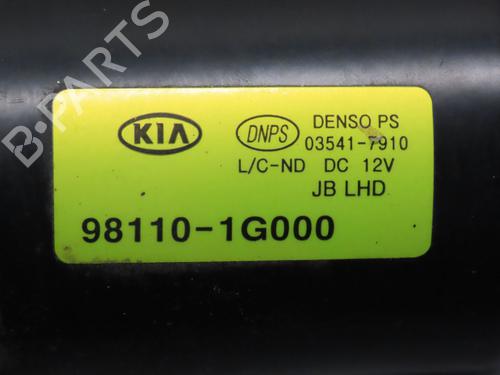 B-PARTS
KIA
DNPS
DENSO PS
03541-7910
L/C-ND DC 12V
JB LHD
98110-1G000